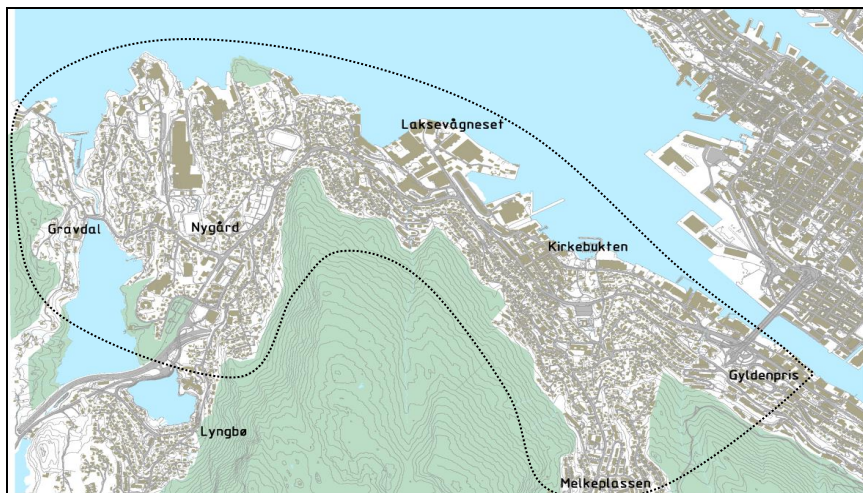 Laksevågneset
Gravdal
Nygård
Kirkebukten
Gyldenpris
Lyngbø
Melkeplassen